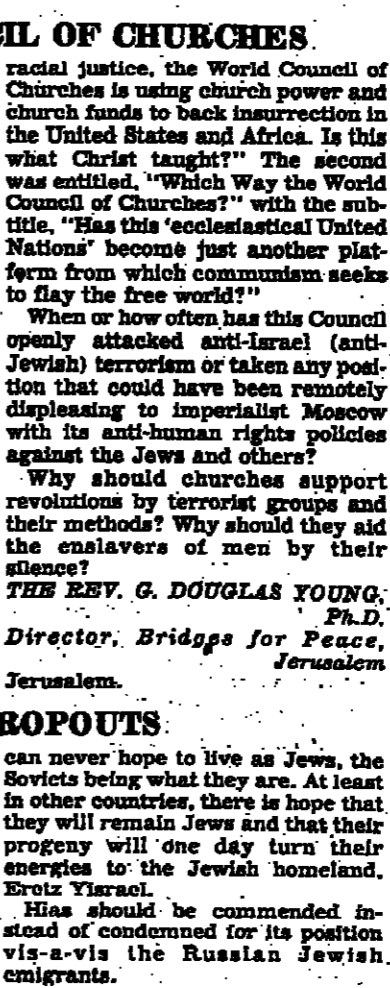 IL OF CHURCHES
racial justice, the World Council of
Churches is using church power and
church funds to back insurrection in
the United States and Africa. Is this
what Christ taught?" The second
was entitled, "Which Way the World
Council of Churches?" with the sub-
title, "Has this 'ecclesiastical United
Nations' become just another plat-
form from which communism seeks
to flay the free world?"
When or how often has this Council
openly attacked anti-Israel (anti-
Jewish) terrorism or taken any posi-
tion that could have been remotely
displeasing to imperialist Moscow
with its anti-human rights policies
against the Jews and others?
Why should churches support
revolutions by terrorist groups and
their methods? Why should they aid
the enslavers of men by their
silence?
THE REV. G. DOUGLAS YOUNG,
Ph.D.
Director, Bridges for Peace,
Jerusalem
Jerusalem.
ROPOUTS
can never hope to live as Jews, the
Soviets being what they are. At least
in other countries, there is hope that
they will remain Jews and that their
progeny will one day turn their
energies to the Jewish homeland,
Eretz Yisrael.
Hias should be commended in-
stead of condemned for its position
vis-a-vis the Russian Jewish
emigrants.